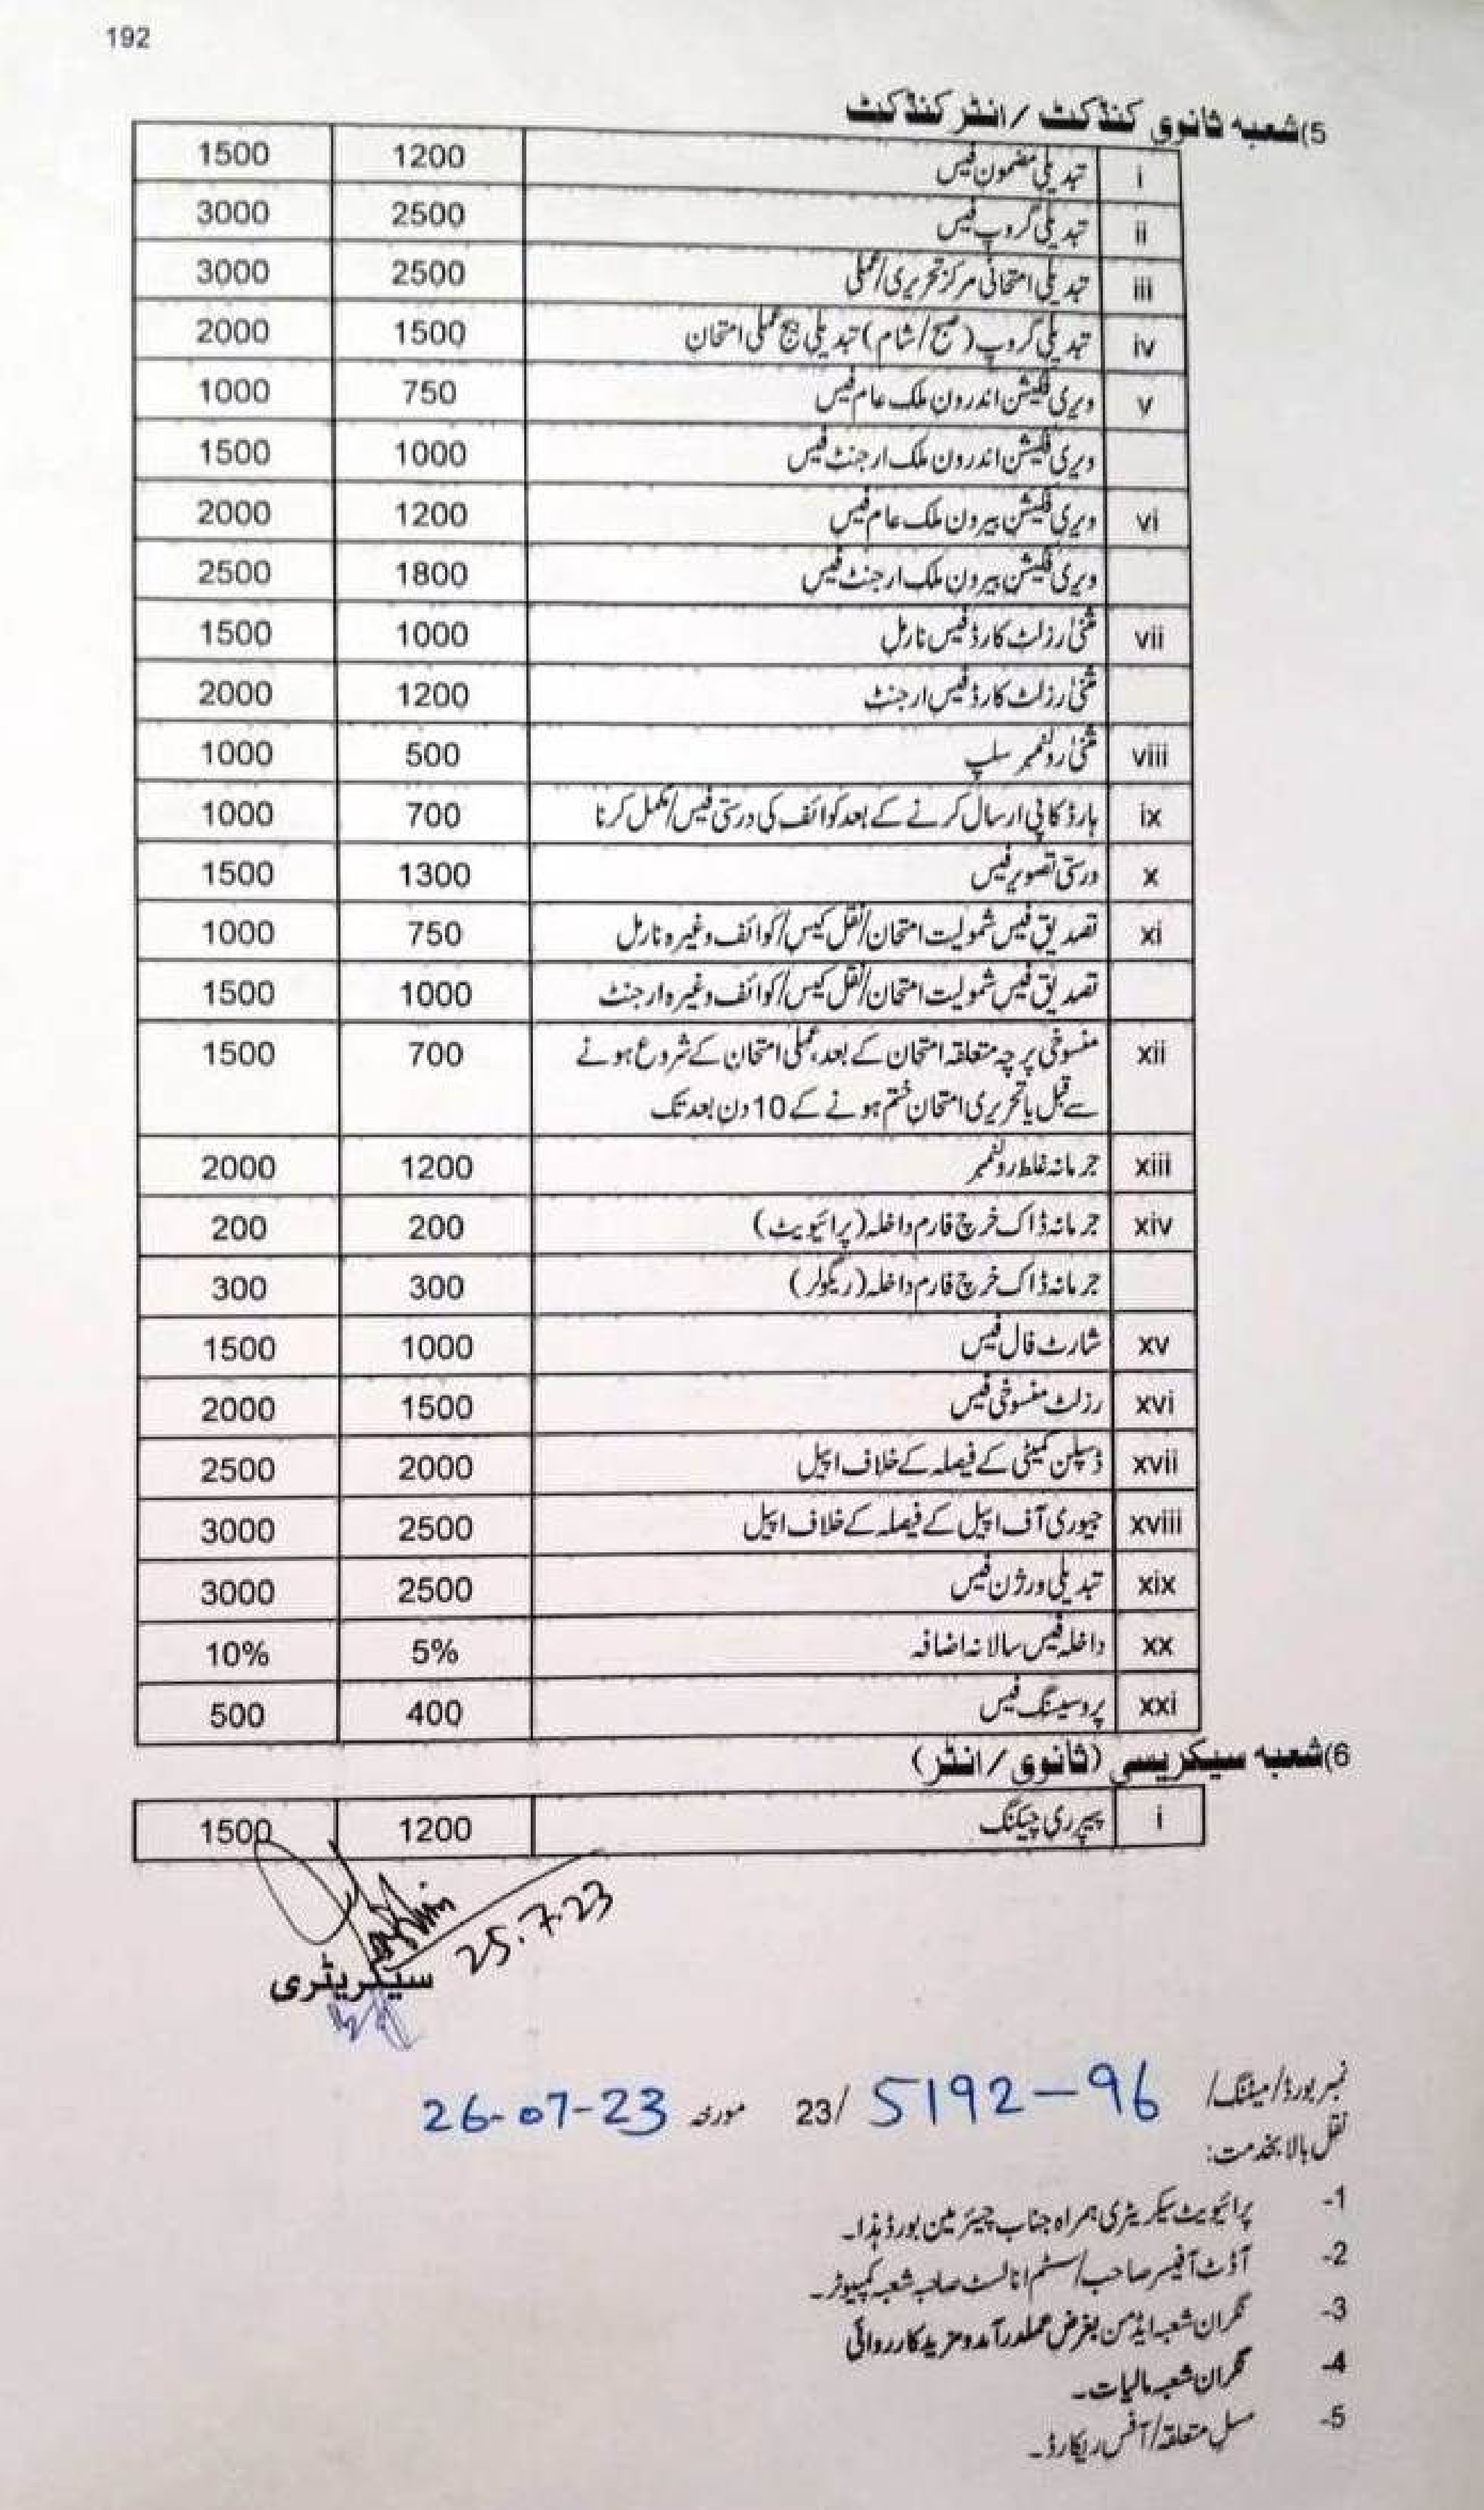 192
5)شعبہ ثانوی کنڈکٹ /انٹر کنڈکٹ
i تبدیلی مضمون فیس 1200 1500
ii تبدیلی گروپ فیس 2500 3000
iii تبدیلی امتحانی مرکز تحریری/عملی 2500 3000
iv تبدیلی گروپ (صبح/شام) تبدیلی بیچ عملی امتحان 1500 2000
v ویری فکیشن اندرون ملک عام فیس 750 1000
ویری فکیشن اندرون ملک ارجنٹ فیس 1000 1500
vi ویری فکیشن بیرون ملک عام فیس 1200 2000
ویری فکیشن بیرون ملک ارجنٹ فیس 1800 2500
vii مثنیٰ رزلٹ کارڈ فیس نارمل 1000 1500
مثنیٰ رزلٹ کارڈ فیس ارجنٹ 1200 2000
viii مثنیٰ رولنمبر سلپ 500 1000
ix ہارڈ کاپی ارسال کرنے کے بعد کوائف کی درستی فیس/مکمل کرنا 700 1000
x درستی تصویر فیس 1300 1500
xi تصدیق فیس شمولیت امتحان/نقل کیس/کوائف وغیرہ نارمل 750 1000
تصدیق فیس شمولیت امتحان/نقل کیس/کوائف وغیرہ ارجنٹ 1000 1500
xii منسوخی پرچہ متعلقہ امتحان کے بعد، عملی امتحان کے شروع ہونے 700 1500
سے قبل یا تحریری امتحان ختم ہونے کے 10 دن بعد تک
xiii جرمانہ غلط رولنمبر 1200 2000
xiv جرمانہ ڈاک خرچ فارم داخلہ (پرائیویٹ) 200 200
جرمانہ ڈاک خرچ فارم داخلہ (ریگولر) 300 300
xv شارٹ فال فیس 1000 1500
xvi رزلٹ منسوخی فیس 1500 2000
xvii ڈسپلن کمیٹی کے فیصلہ کے خلاف اپیل 2000 2500
xviii جیوری آف اپیل کے فیصلہ کے خلاف اپیل 2500 3000
xix تبدیلی ورژن فیس 2500 3000
xx داخلہ فیس سالانہ اضافہ 5% 10%
xxi پروسیسنگ فیس 400 500
6)شعبہ سیکریسی (ثانوی/انٹر)
i پیپر ری چیکنگ 1200 1500
25.7.23
سیکریٹری
نمبر بورڈ/میٹنگ/ 5192-96 /23 مورخہ 26-07-23
نقل بالا بخدمت:
1- پرائیویٹ سیکریٹری ہمراہ جناب چیئرمین بورڈ ہذا۔
2- آڈٹ آفیسر صاحب/سسٹم انالسٹ صاحب شعبہ کمپیوٹر۔
3- نگران شعبہ ایڈمن بغرض عملدرآمد و مزید کارروائی
4- نگران شعبہ مالیات۔
5- مسل متعلقہ/آفس ریکارڈ۔